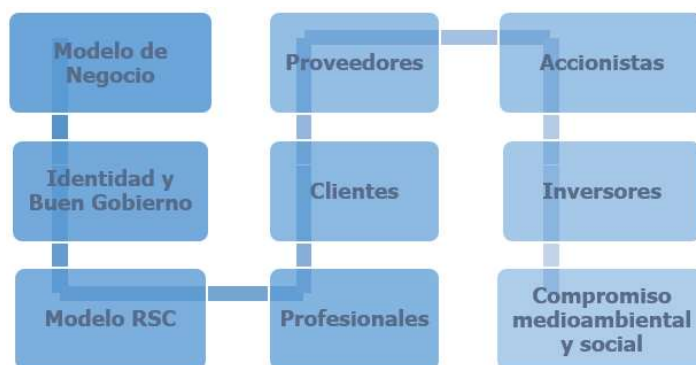 Modelo de
Negocio
Identidad y
Buen Gobierno
Modelo RSC
Profesionales
Clientes
Proveedores
Accionistas
Inversores
Compromiso
medioambiental
y social